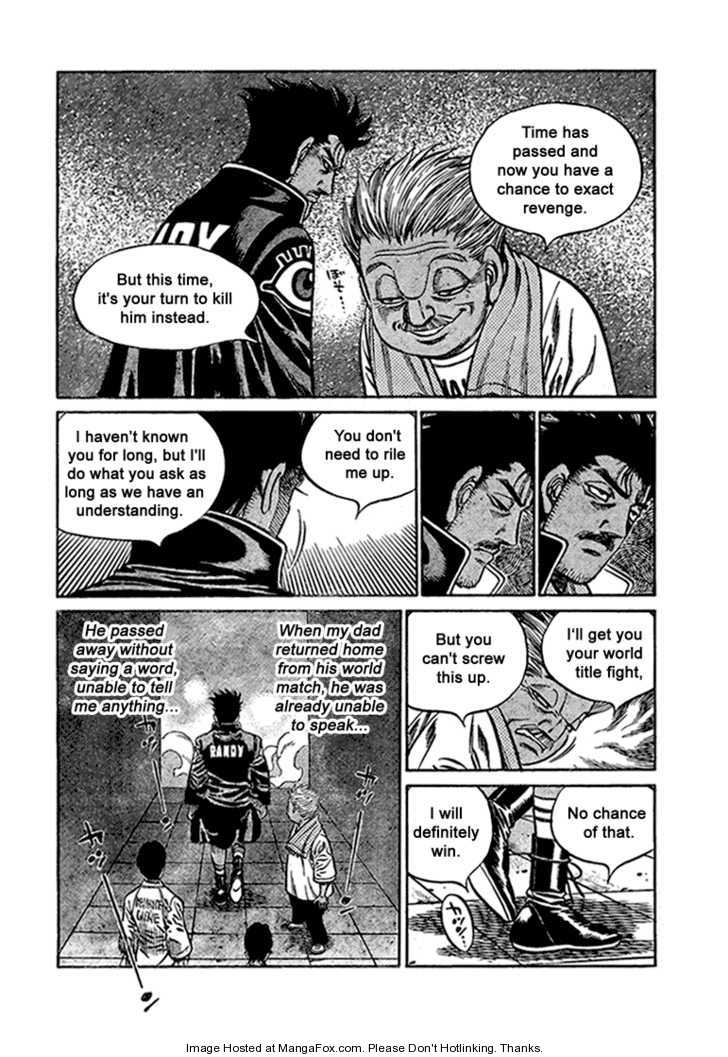 Time has
passed and
now you have a
chance to exact
revenge.
But this time,
it's your turn to kill
him instead.
ぼそ…
You don't
need to rile
me up.
I haven't known
you for long, but I'll
do what you ask as
long as we have an
understanding.
I'll get you
your world
title fight,
But you
can't screw
this up.
No chance
of that.
I will
definitely
win.
When my dad
returned home
from his world
match, he was
already unable
to speak...
He passed
away without
saying a word,
unable to tell
me anything...
RANDY
Image Hosted at MangaFox.com. Please Don't Hotlinking. Thanks.